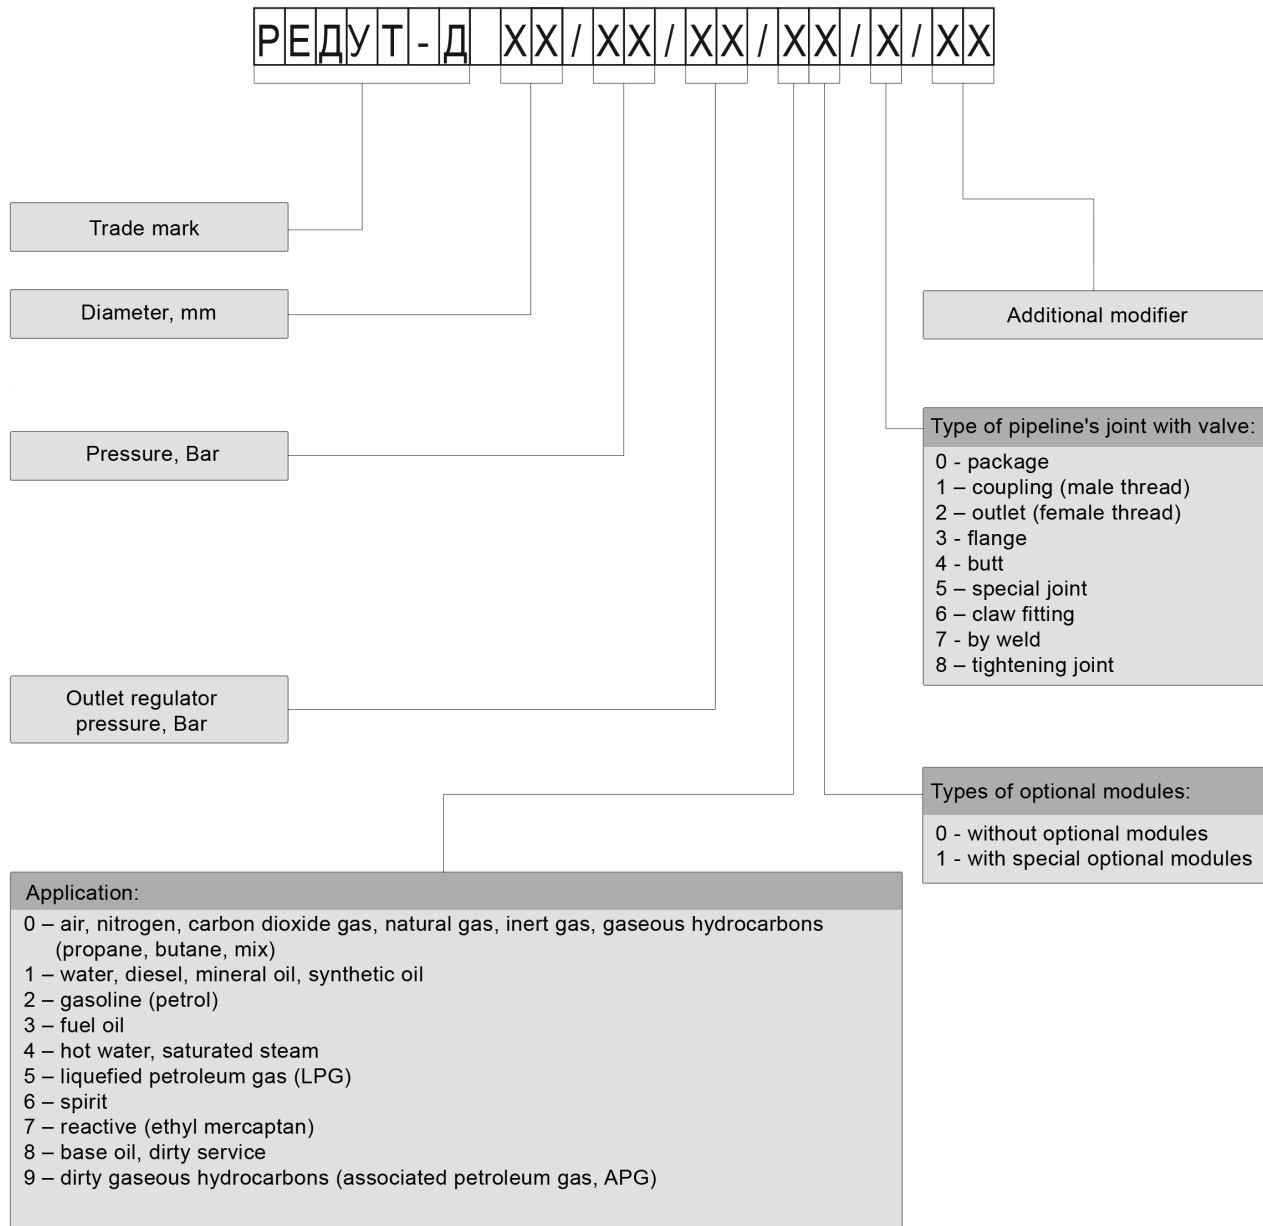 РЕДУТ-Д XX/XX/XX/XX/X/XX
Trade mark
Diameter, mm
Pressure, Bar
Outlet regulator
pressure, Bar
Application:
0 – air, nitrogen, carbon dioxide gas, natural gas, inert gas, gaseous hydrocarbons
(propane, butane, mix)
1 – water, diesel, mineral oil, synthetic oil
2 – gasoline (petrol)
3 – fuel oil
4 – hot water, saturated steam
5 – liquefied petroleum gas (LPG)
6 – spirit
7 – reactive (ethyl mercaptan)
8 – base oil, dirty service
9 – dirty gaseous hydrocarbons (associated petroleum gas, APG)
Additional modifier
Type of pipeline's joint with valve:
0 - package
1 – coupling (male thread)
2 – outlet (female thread)
3 - flange
4 - butt
5 – special joint
6 – claw fitting
7 - by weld
8 – tightening joint
Types of optional modules:
0 - without optional modules
1 - with special optional modules